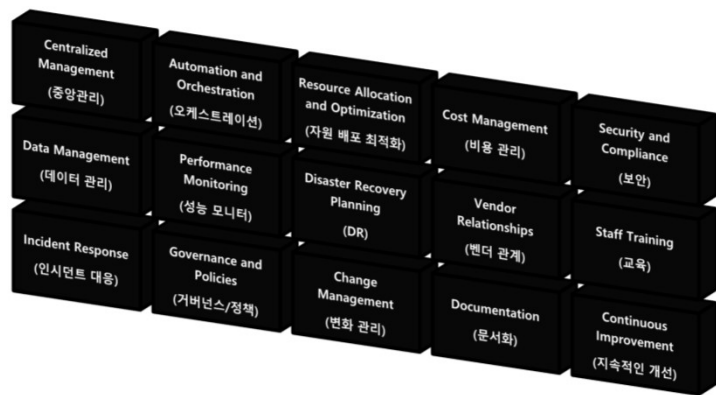 Centralized
Management
(중앙관리)
Automation and
Orchestration
(오케스트레이션)
Resource Allocation
and Optimization
(자원 배포 최적화)
Cost Management
(비용 관리)
Security and
Compliance
(보안)
Data Management
(데이터 관리)
Performance
Monitoring
(성능 모니터)
Disaster Recovery
Planning
(DR)
Vendor
Relationships
(벤더 관계)
Staff Training
(교육)
Incident Response
(인시던트 대응)
Governance and
Policies
(거버넌스/정책)
Change
Management
(변화 관리)
Documentation
(문서화)
Continuous
Improvement
(지속적인 개선)